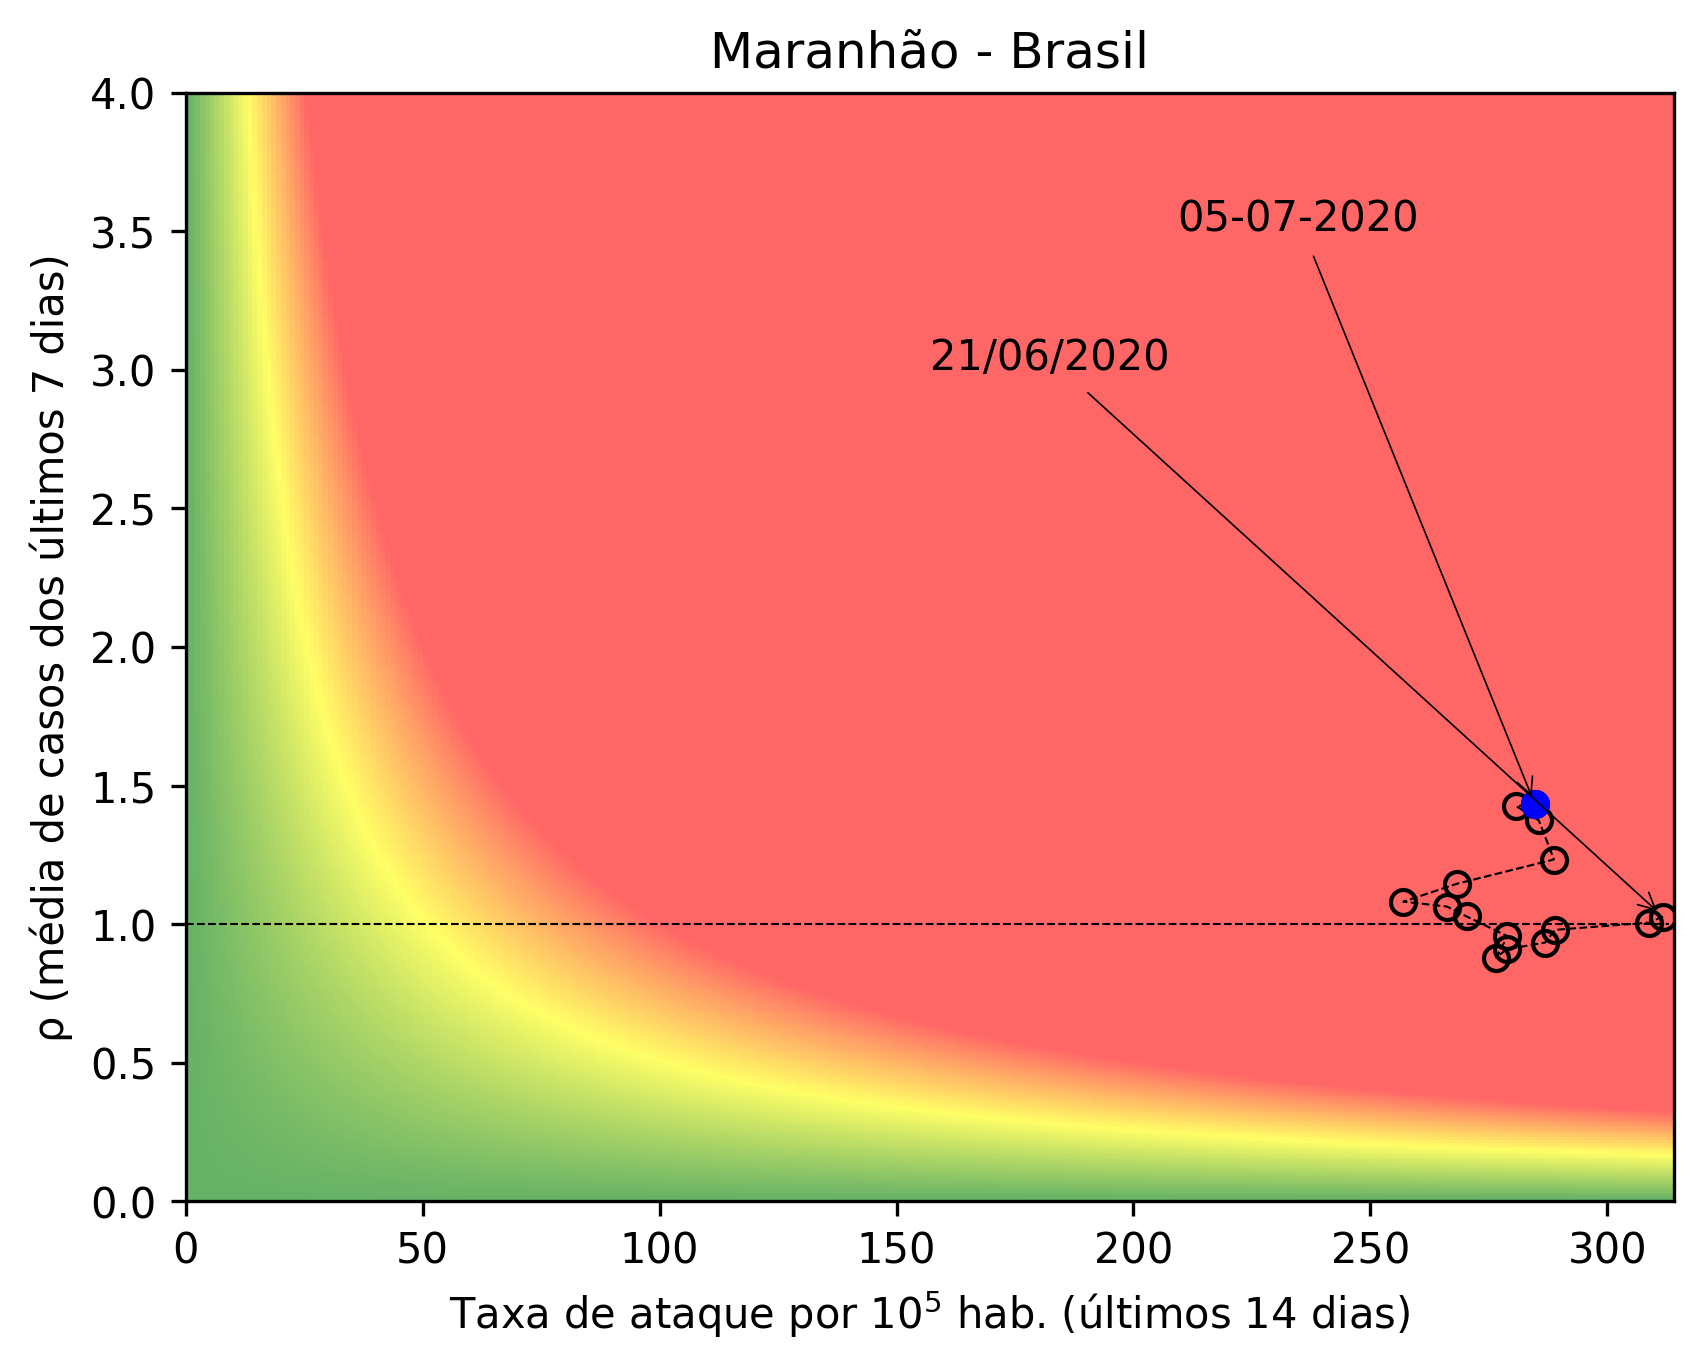 Maranhão - Brasil
4.0
3.5
3.0
2.5
2.0
1.5
1.0
0.5
0.0
ρ (média de casos dos últimos 7 dias)
05-07-2020
21/06/2020
0 50 100 150 200 250 300
Taxa de ataque por 10⁵ hab. (últimos 14 dias)